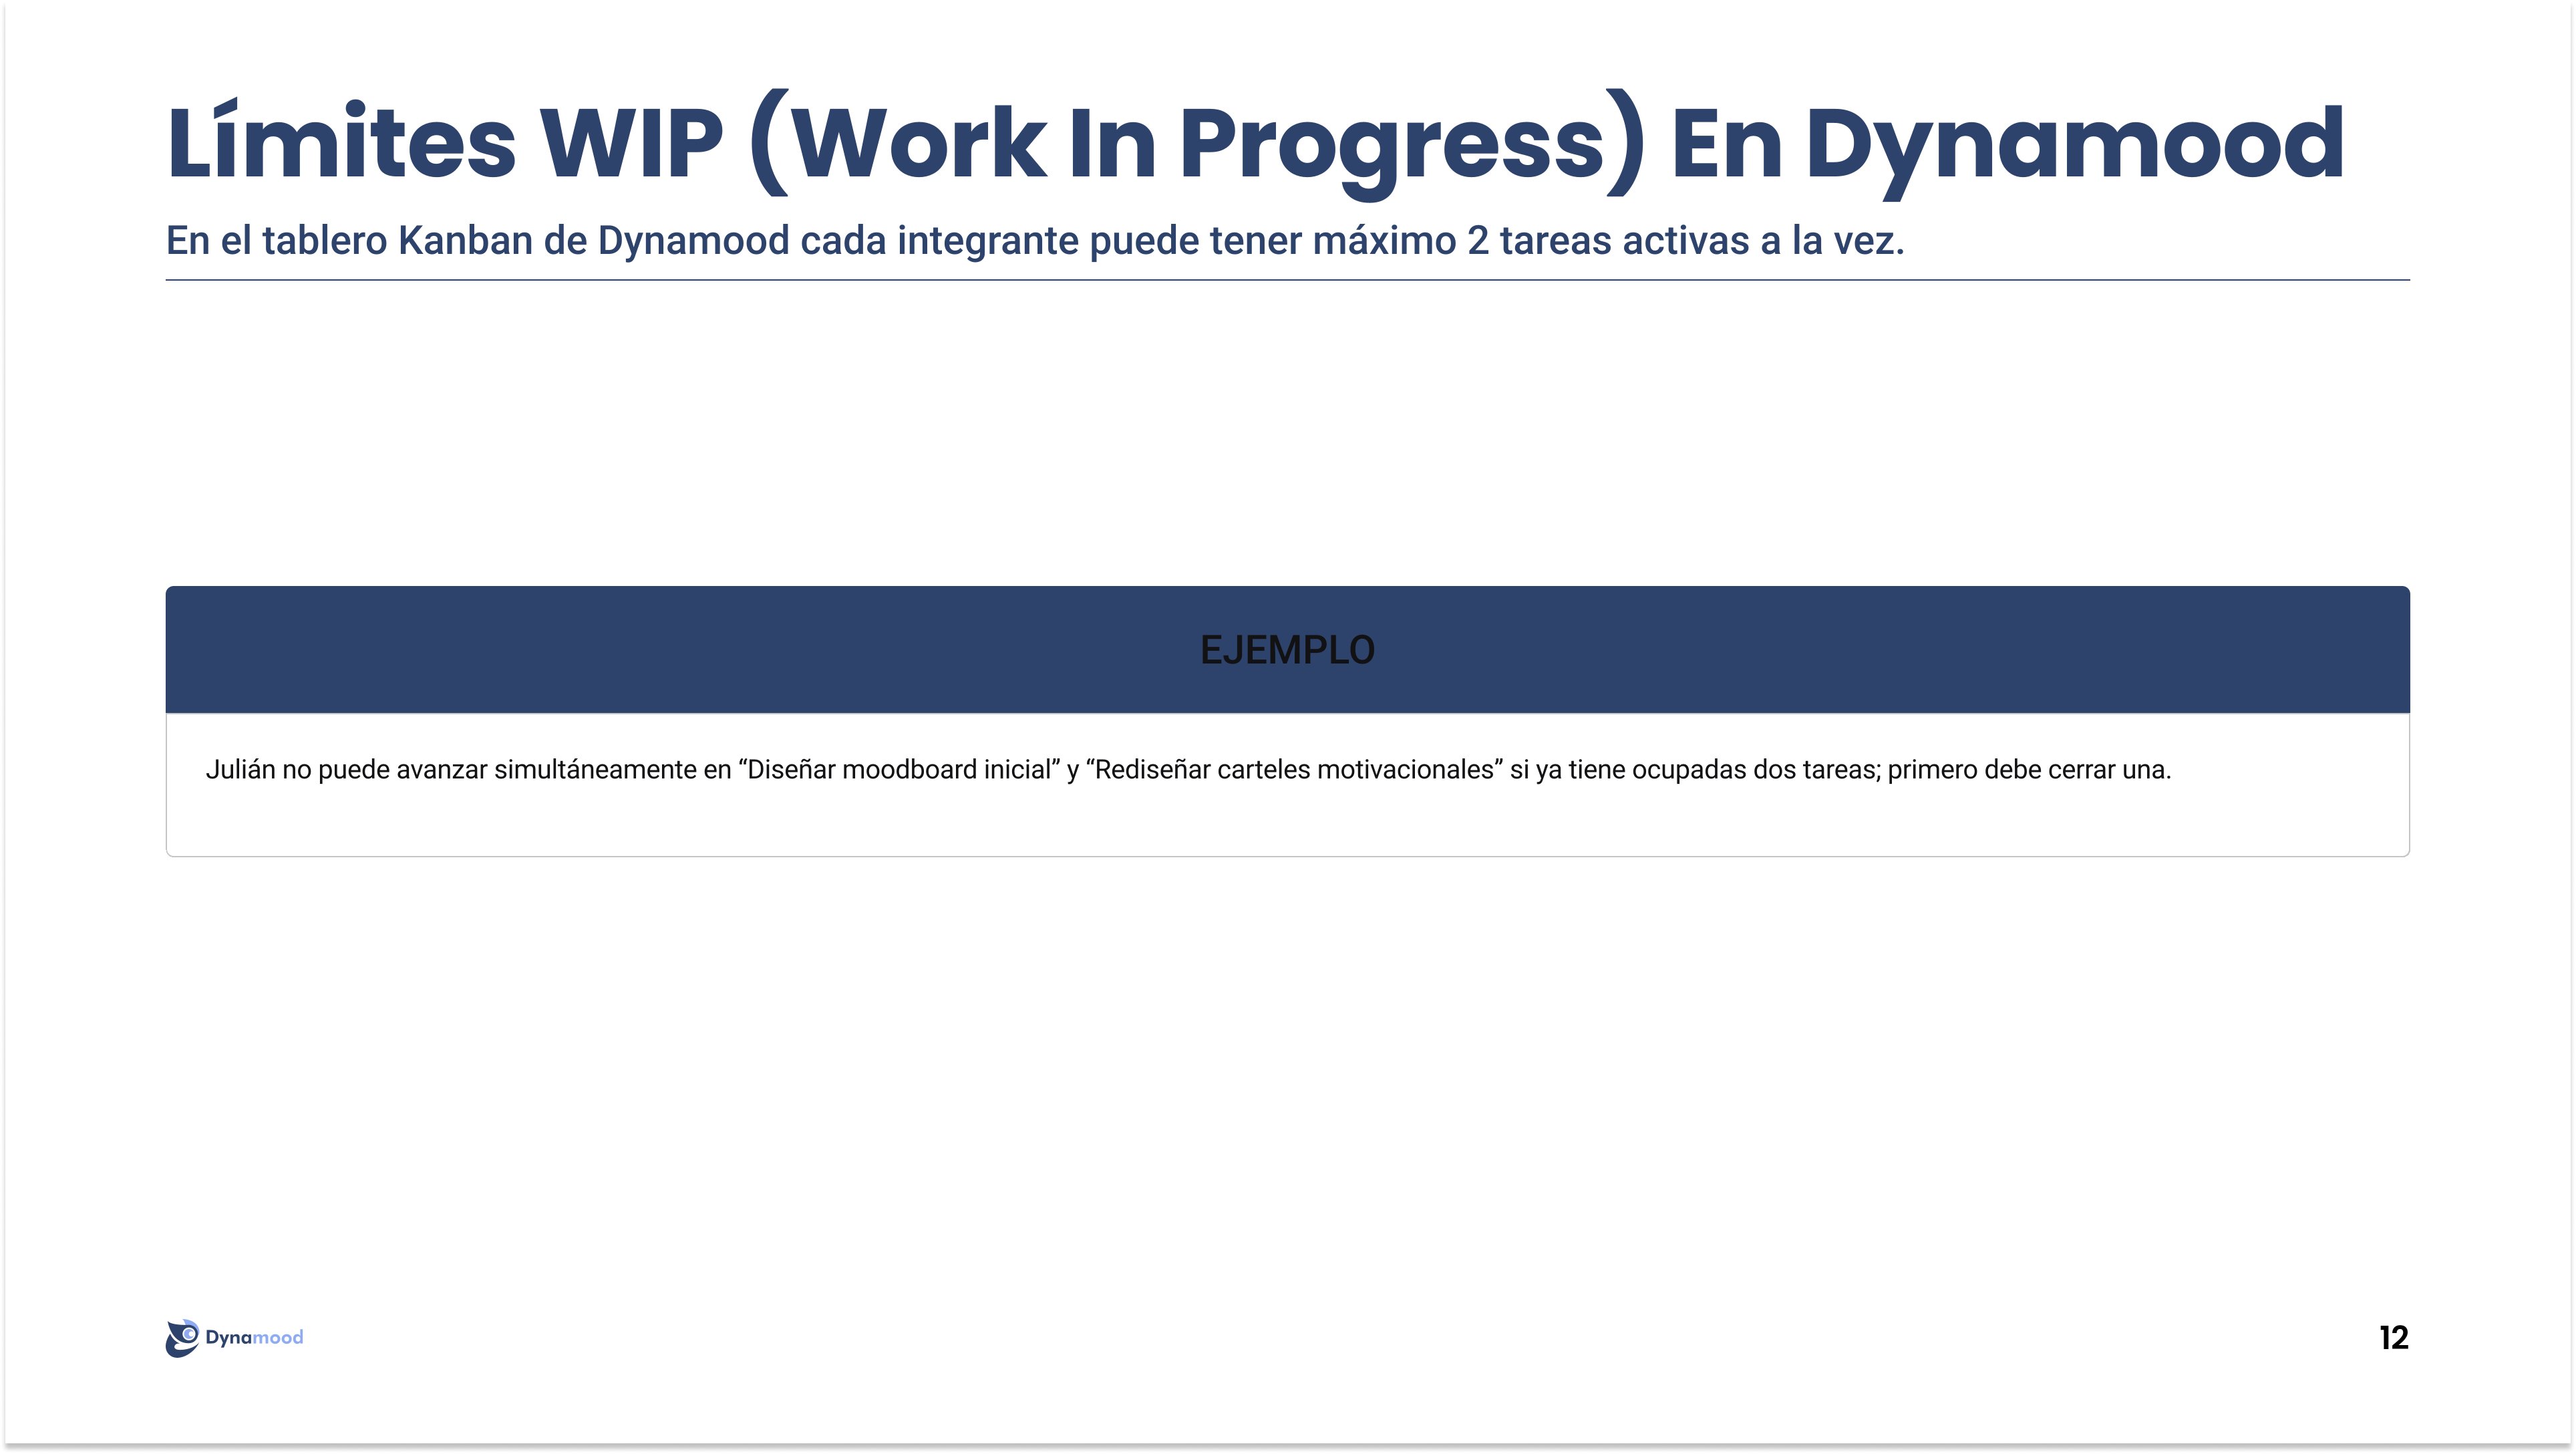 Límites WIP (Work In Progress) En Dynamood
En el tablero Kanban de Dynamood cada integrante puede tener máximo 2 tareas activas a la vez.
EJEMPLO
Julián no puede avanzar simultáneamente en “Diseñar moodboard inicial” y “Rediseñar carteles motivacionales” si ya tiene ocupadas dos tareas; primero debe cerrar una.
Dynamood
12